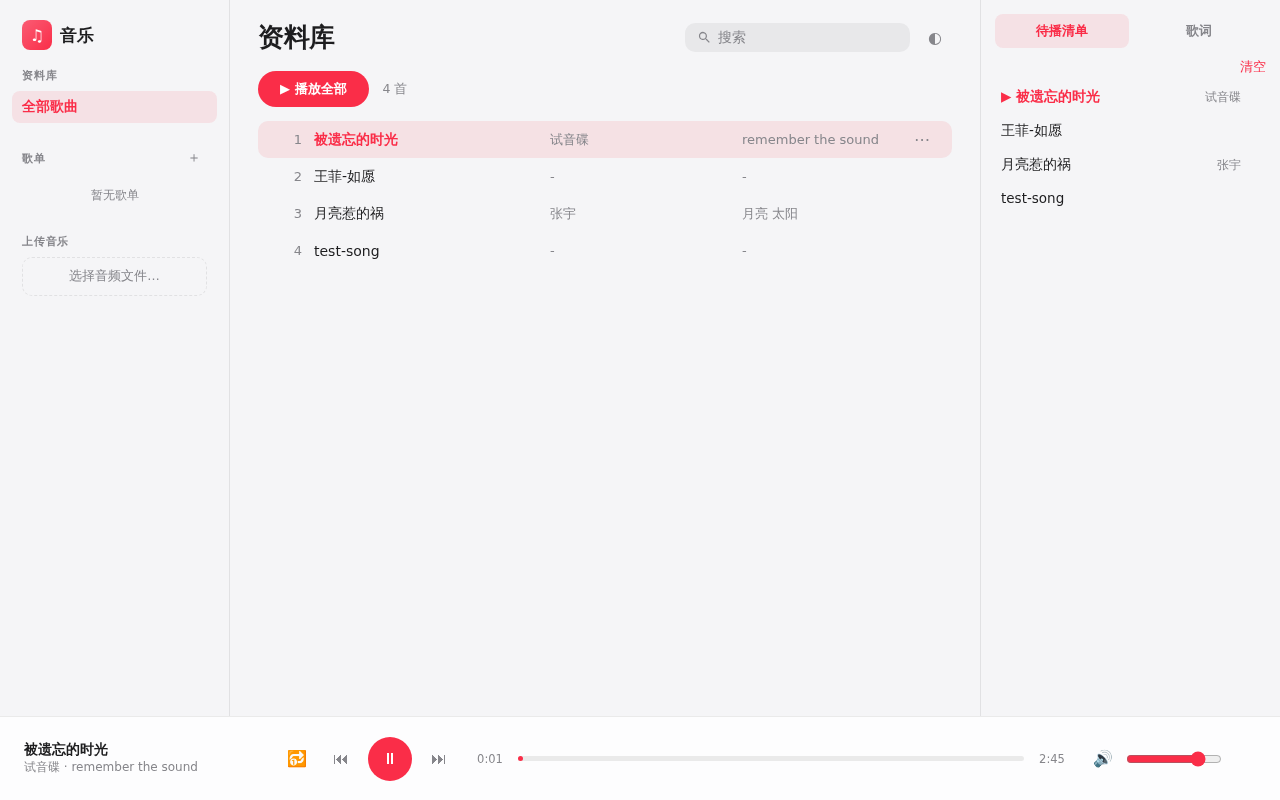 音乐
资料库
全部歌曲
歌单 +
暂无歌单
上传音乐
选择音频文件…
资料库
搜索
▶ 播放全部 4 首
1 被遗忘的时光 试音碟 remember the sound ⋯
2 王菲-如愿 - -
3 月亮惹的祸 张宇 月亮 太阳
4 test-song - -
待播清单 歌词
清空
▶ 被遗忘的时光 试音碟
王菲-如愿
月亮惹的祸 张宇
test-song
被遗忘的时光
试音碟 · remember the sound
0:01 2:45